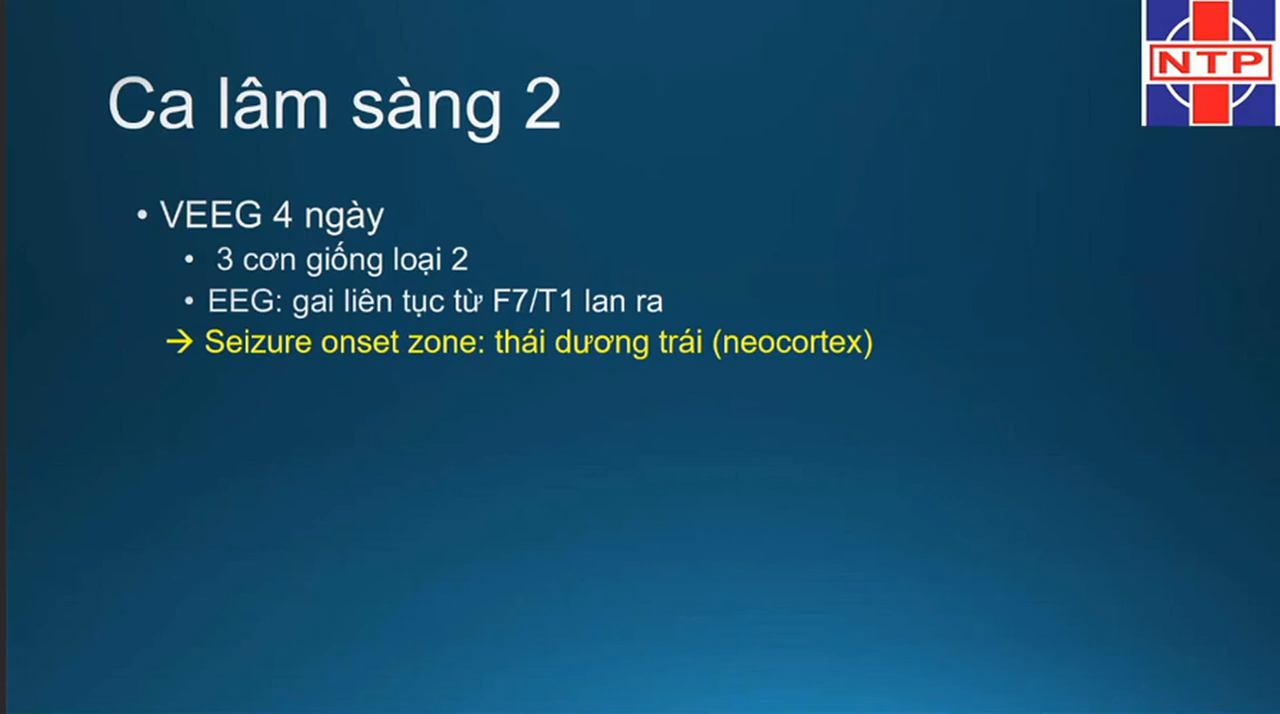 NTP
Ca lâm sàng 2
• VEEG 4 ngày
• 3 cơn giống loại 2
• EEG: gai liên tục từ F7/T1 lan ra
→ Seizure onset zone: thái dương trái (neocortex)